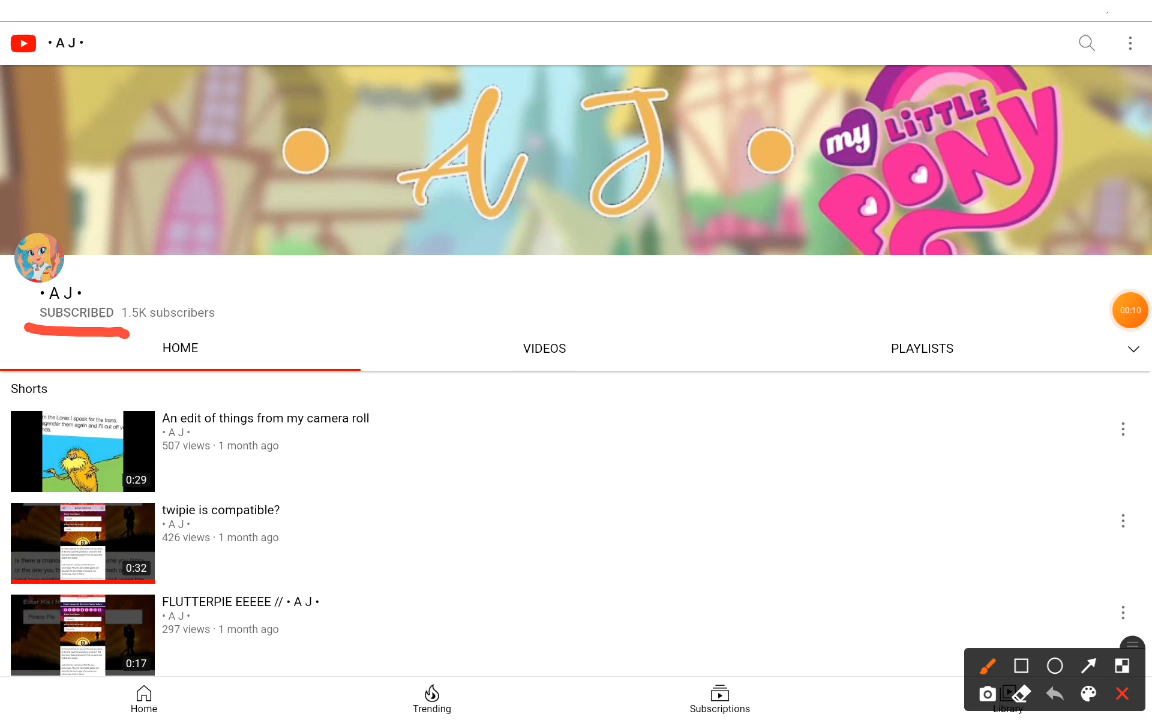 • A J •
• A J •
my LiTTLE PONY
• A J •
SUBSCRIBED 1.5K subscribers
00:10
HOME VIDEOS PLAYLISTS
Shorts
An edit of things from my camera roll
• A J •
507 views · 1 month ago
0:29
twipie is compatible?
• A J •
426 views · 1 month ago
0:32
FLUTTERPIE EEEEE // • A J •
• A J •
297 views · 1 month ago
0:17
Home Trending Subscriptions Library